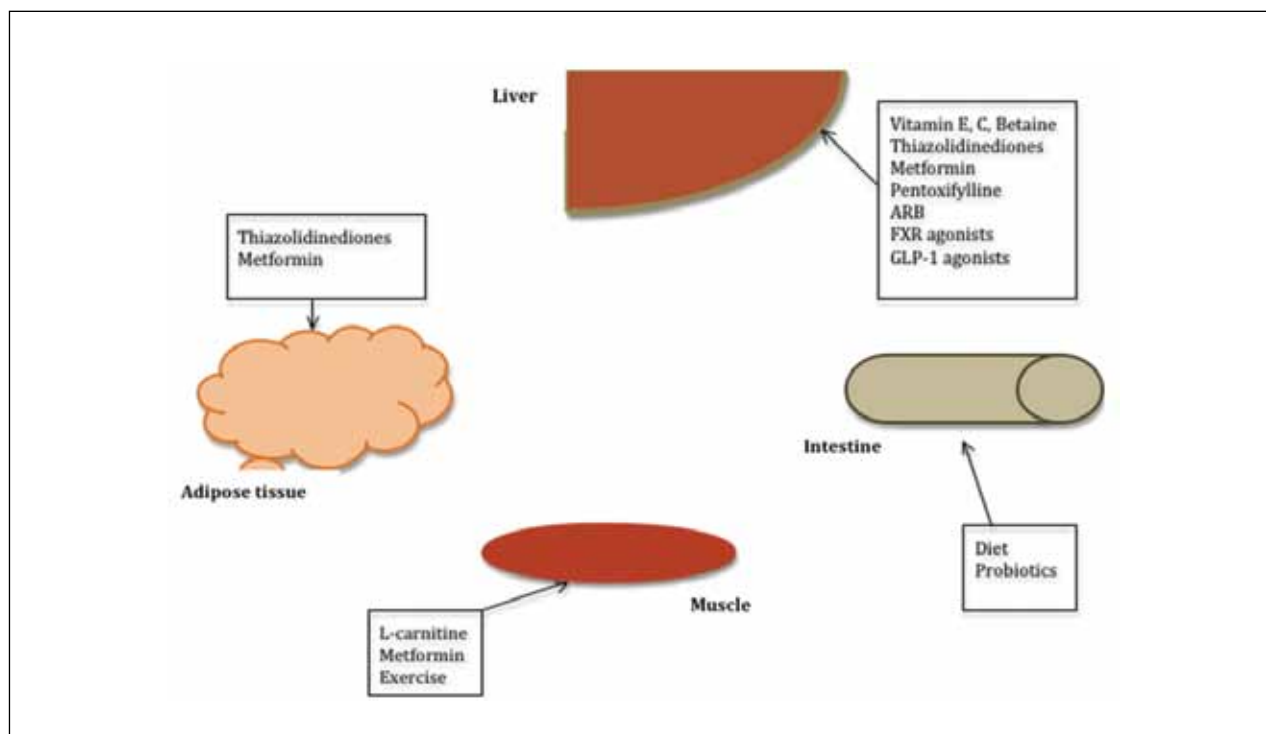 Liver
Vitamin E, C, Betaine
Thiazolidinediones
Metformin
Pentoxifylline
ARB
FXR agonists
GLP-1 agonists
Thiazolidinediones
Metformin
Adipose tissue
Intestine
Diet
Probiotics
Muscle
L-carnitine
Metformin
Exercise